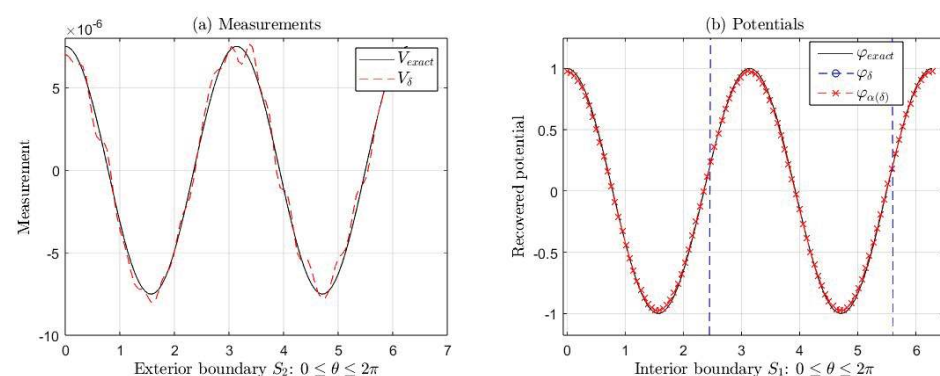 (a) Measurements
×10⁻⁶
5
0
-5
-10
Measurement
0 1 2 3 4 5 6 7
Exterior boundary S₂: 0 ≤ θ ≤ 2π
V_exact
V_δ
(b) Potentials
1
0.5
0
-0.5
-1
Recovered potential
0 1 2 3 4 5 6
Interior boundary S₁: 0 ≤ θ ≤ 2π
φ_exact
φ_δ
φ_α(δ)